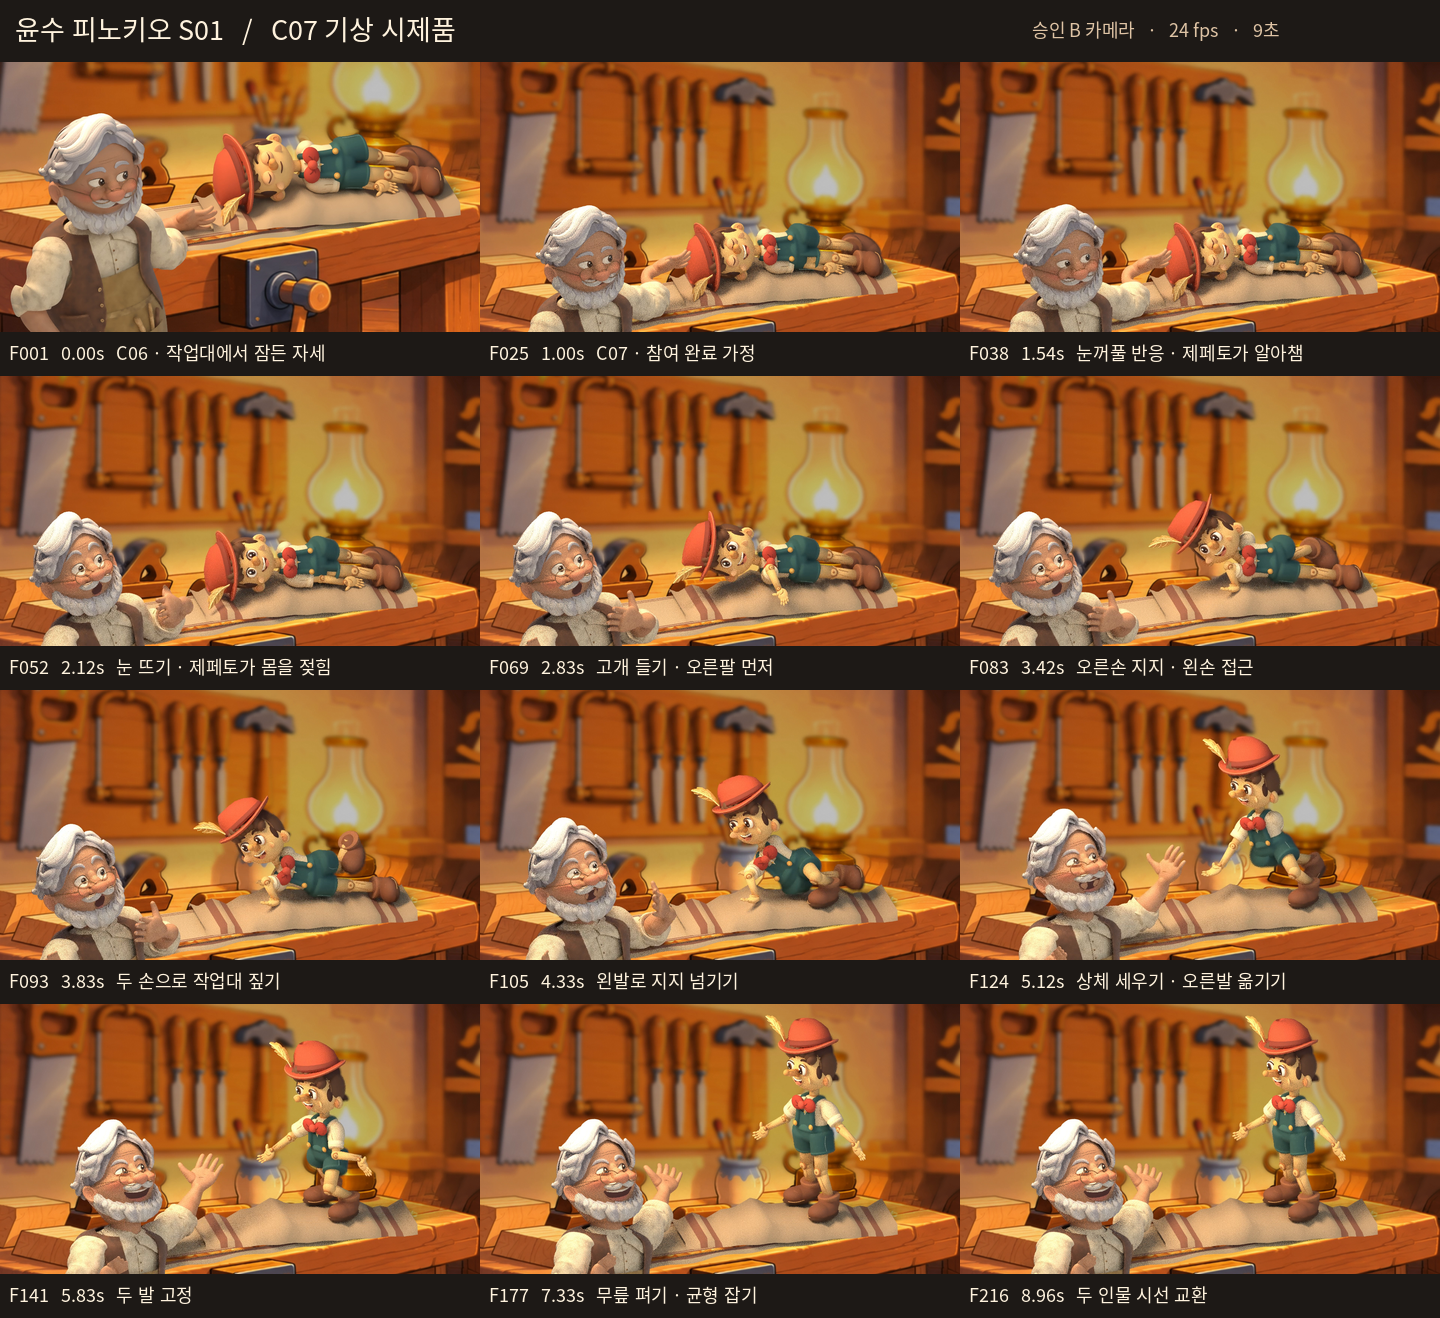 윤수 피노키오 S01 / C07 기상 시제품
승인 B 카메라 · 24 fps · 9초
F001 0.00s C06 · 작업대에서 잠든 자세
F025 1.00s C07 · 참여 완료 가정
F038 1.54s 눈꺼풀 반응 · 제페토가 알아챔
F052 2.12s 눈 뜨기 · 제페토가 몸을 젖힘
F069 2.83s 고개 들기 · 오른팔 먼저
F083 3.42s 오른손 지지 · 왼손 접근
F093 3.83s 두 손으로 작업대 짚기
F105 4.33s 왼발로 지지 넘기기
F124 5.12s 상체 세우기 · 오른발 옮기기
F141 5.83s 두 발 고정
F177 7.33s 무릎 펴기 · 균형 잡기
F216 8.96s 두 인물 시선 교환